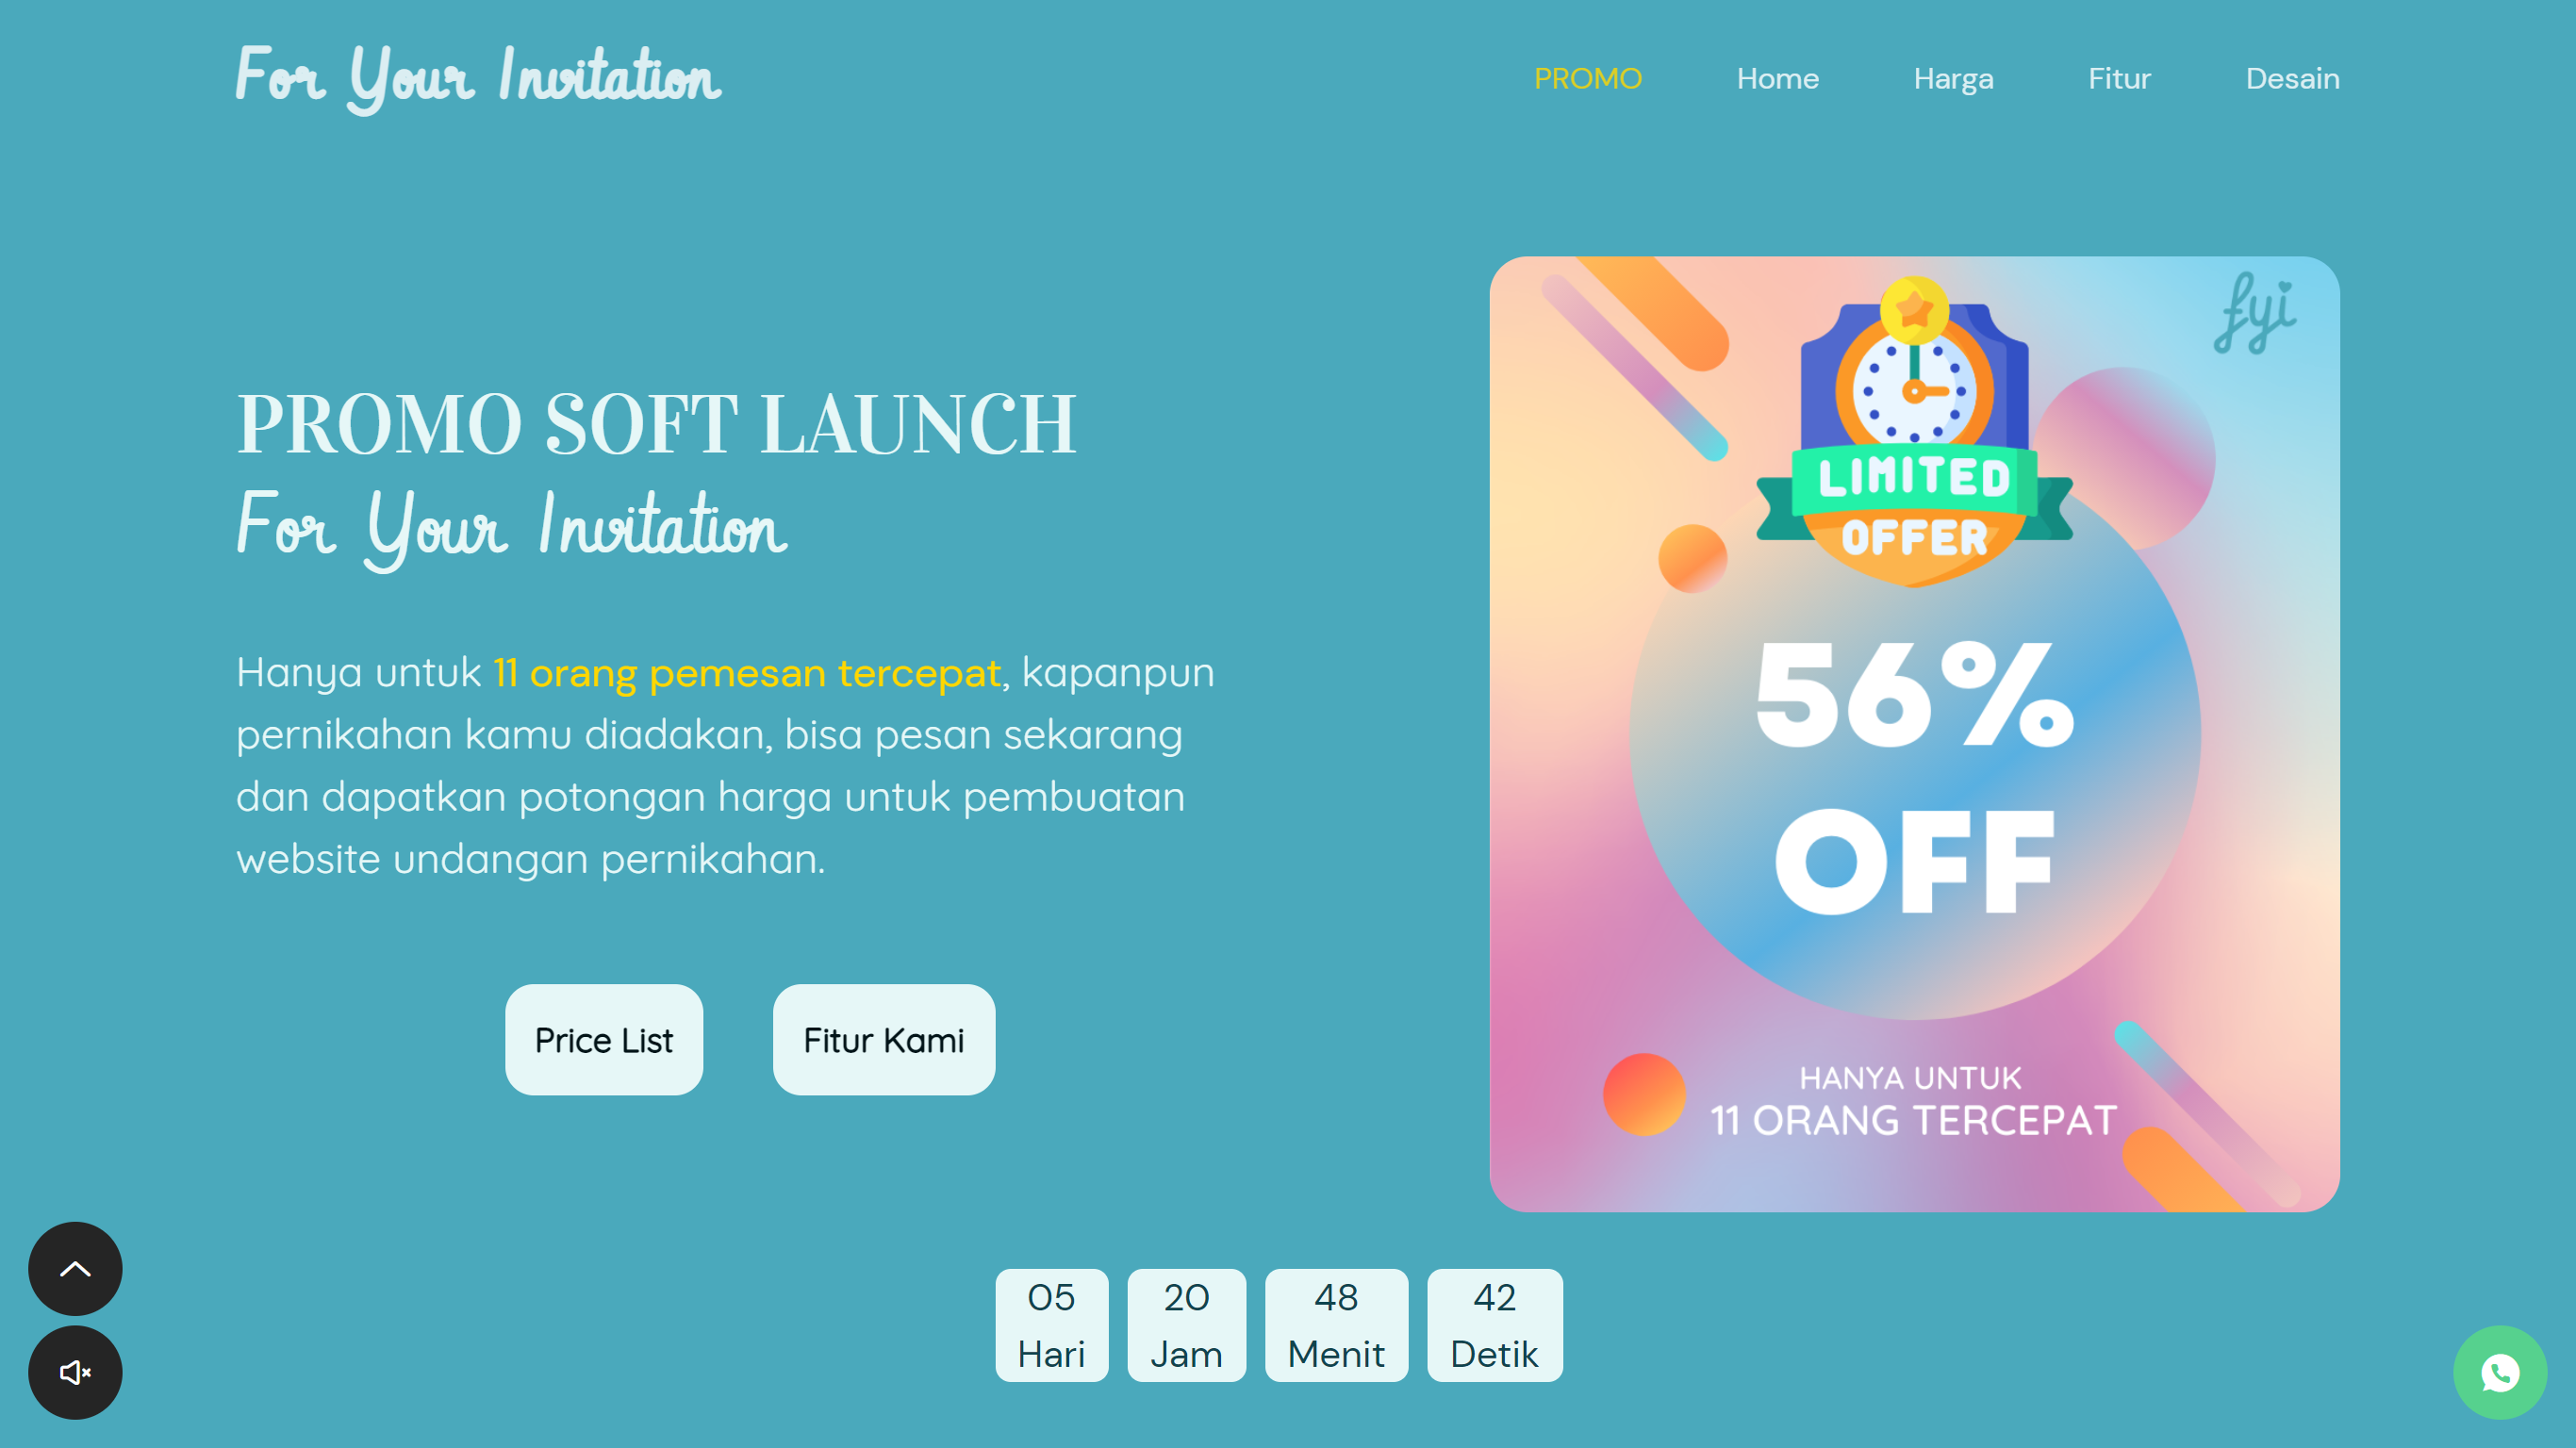 For Your Invitation
PROMO Home Harga Fitur Desain
PROMO SOFT LAUNCH
For Your Invitation
Hanya untuk 11 orang pemesan tercepat, kapanpun
pernikahan kamu diadakan, bisa pesan sekarang
dan dapatkan potongan harga untuk pembuatan
website undangan pernikahan.
Price List
Fitur Kami
fyi
LIMITED
OFFER
56%
OFF
HANYA UNTUK
11 ORANG TERCEPAT
05 20 48 42
Hari Jam Menit Detik